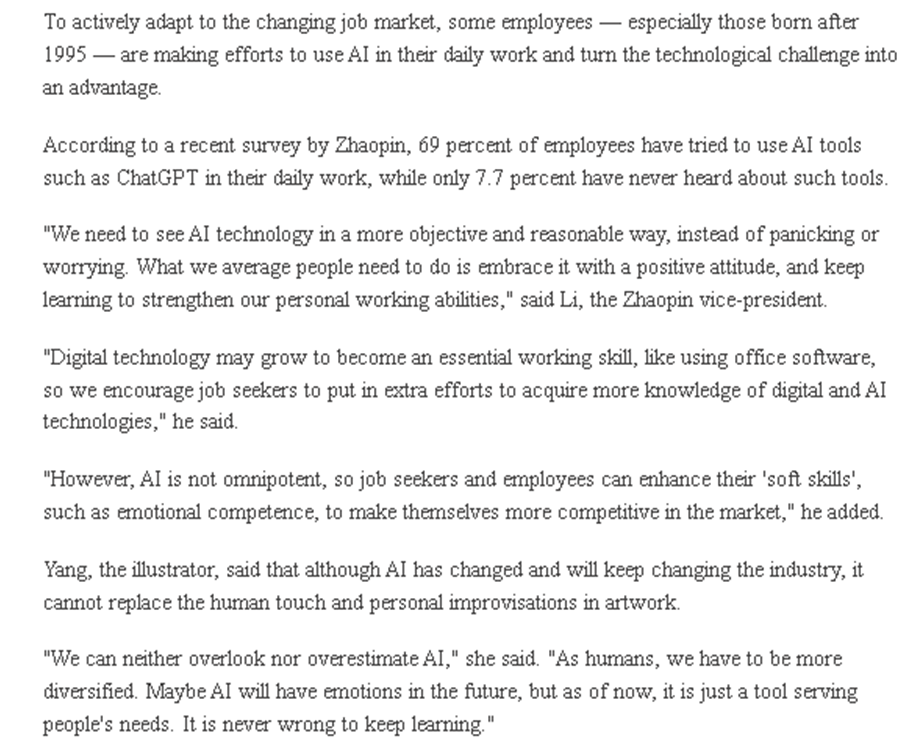 To actively adapt to the changing job market, some employees — especially those born after
1995 — are making efforts to use AI in their daily work and turn the technological challenge into
an advantage.
According to a recent survey by Zhaopin, 69 percent of employees have tried to use AI tools
such as ChatGPT in their daily work, while only 7.7 percent have never heard about such tools.
"We need to see AI technology in a more objective and reasonable way, instead of panicking or
worrying. What we average people need to do is embrace it with a positive attitude, and keep
learning to strengthen our personal working abilities," said Li, the Zhaopin vice-president.
"Digital technology may grow to become an essential working skill, like using office software,
so we encourage job seekers to put in extra efforts to acquire more knowledge of digital and AI
technologies," he said.
"However, AI is not omnipotent, so job seekers and employees can enhance their 'soft skills',
such as emotional competence, to make themselves more competitive in the market," he added.
Yang, the illustrator, said that although AI has changed and will keep changing the industry, it
cannot replace the human touch and personal improvisations in artwork.
"We can neither overlook nor overestimate AI," she said. "As humans, we have to be more
diversified. Maybe AI will have emotions in the future, but as of now, it is just a tool serving
people's needs. It is never wrong to keep learning."